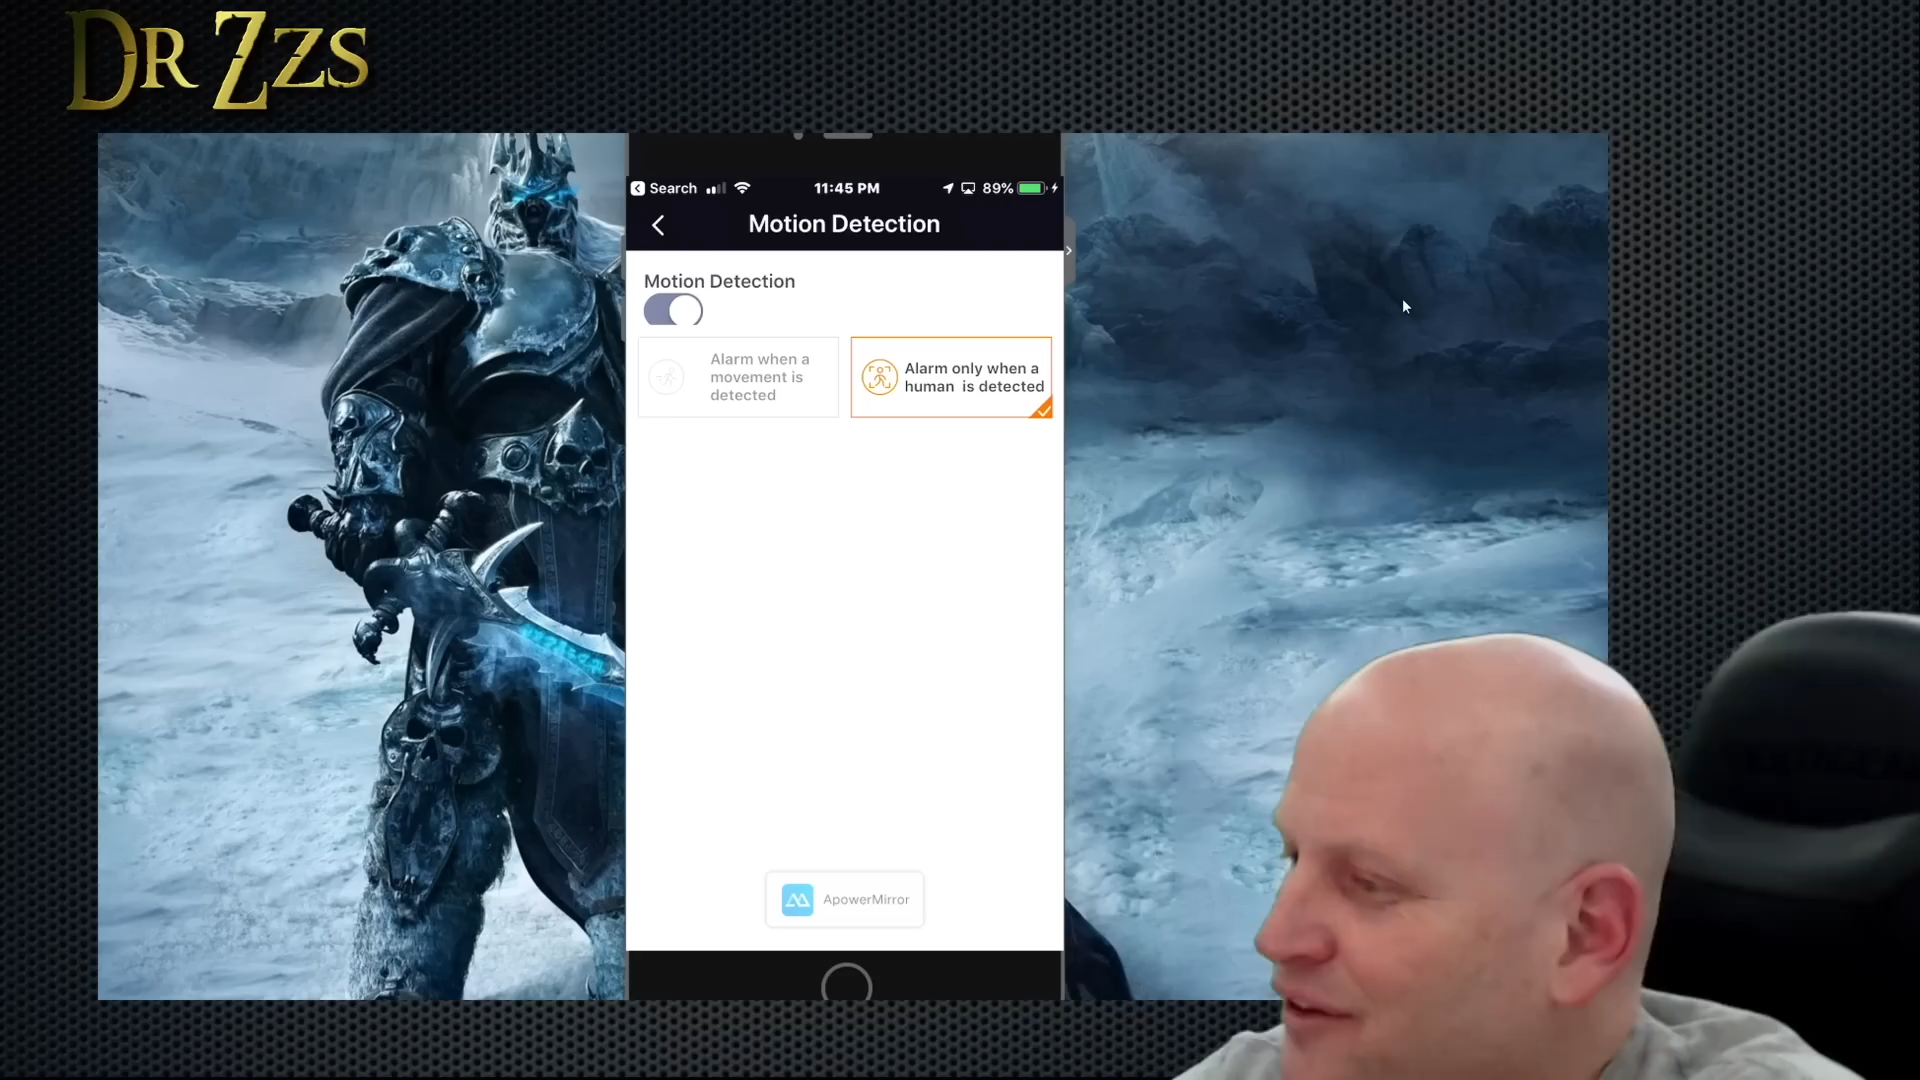 DR ZZS
Search
11:45 PM
89%
Motion Detection
Motion Detection
Alarm when a
movement is
detected
Alarm only when a
human is detected
ApowerMirror